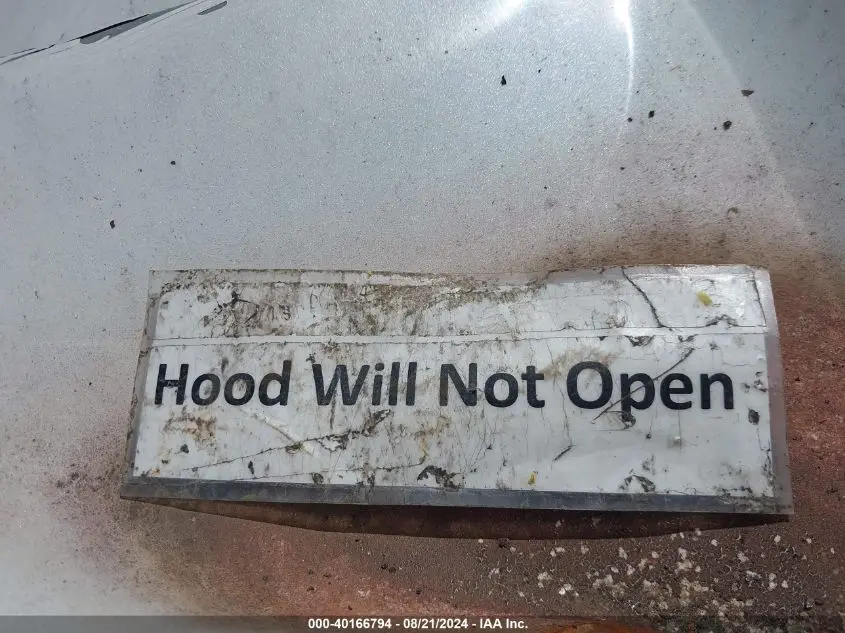 Hood Will Not Open
000-40166794 - 08/21/2024 - IAA Inc.